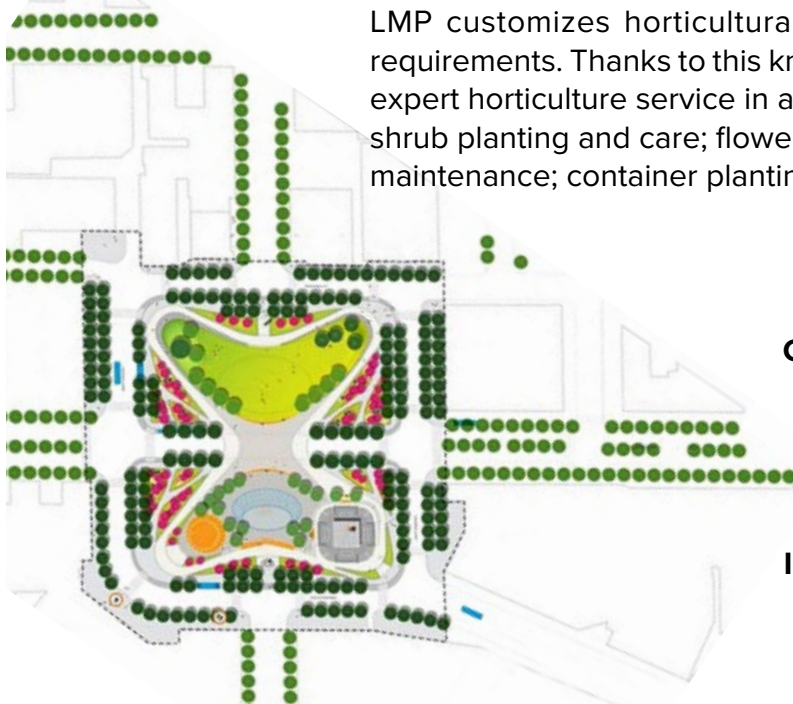 LMP customizes horticultura
requirements. Thanks to this kn
expert horticulture service in a
shrub planting and care; flowe
maintenance; container plantin